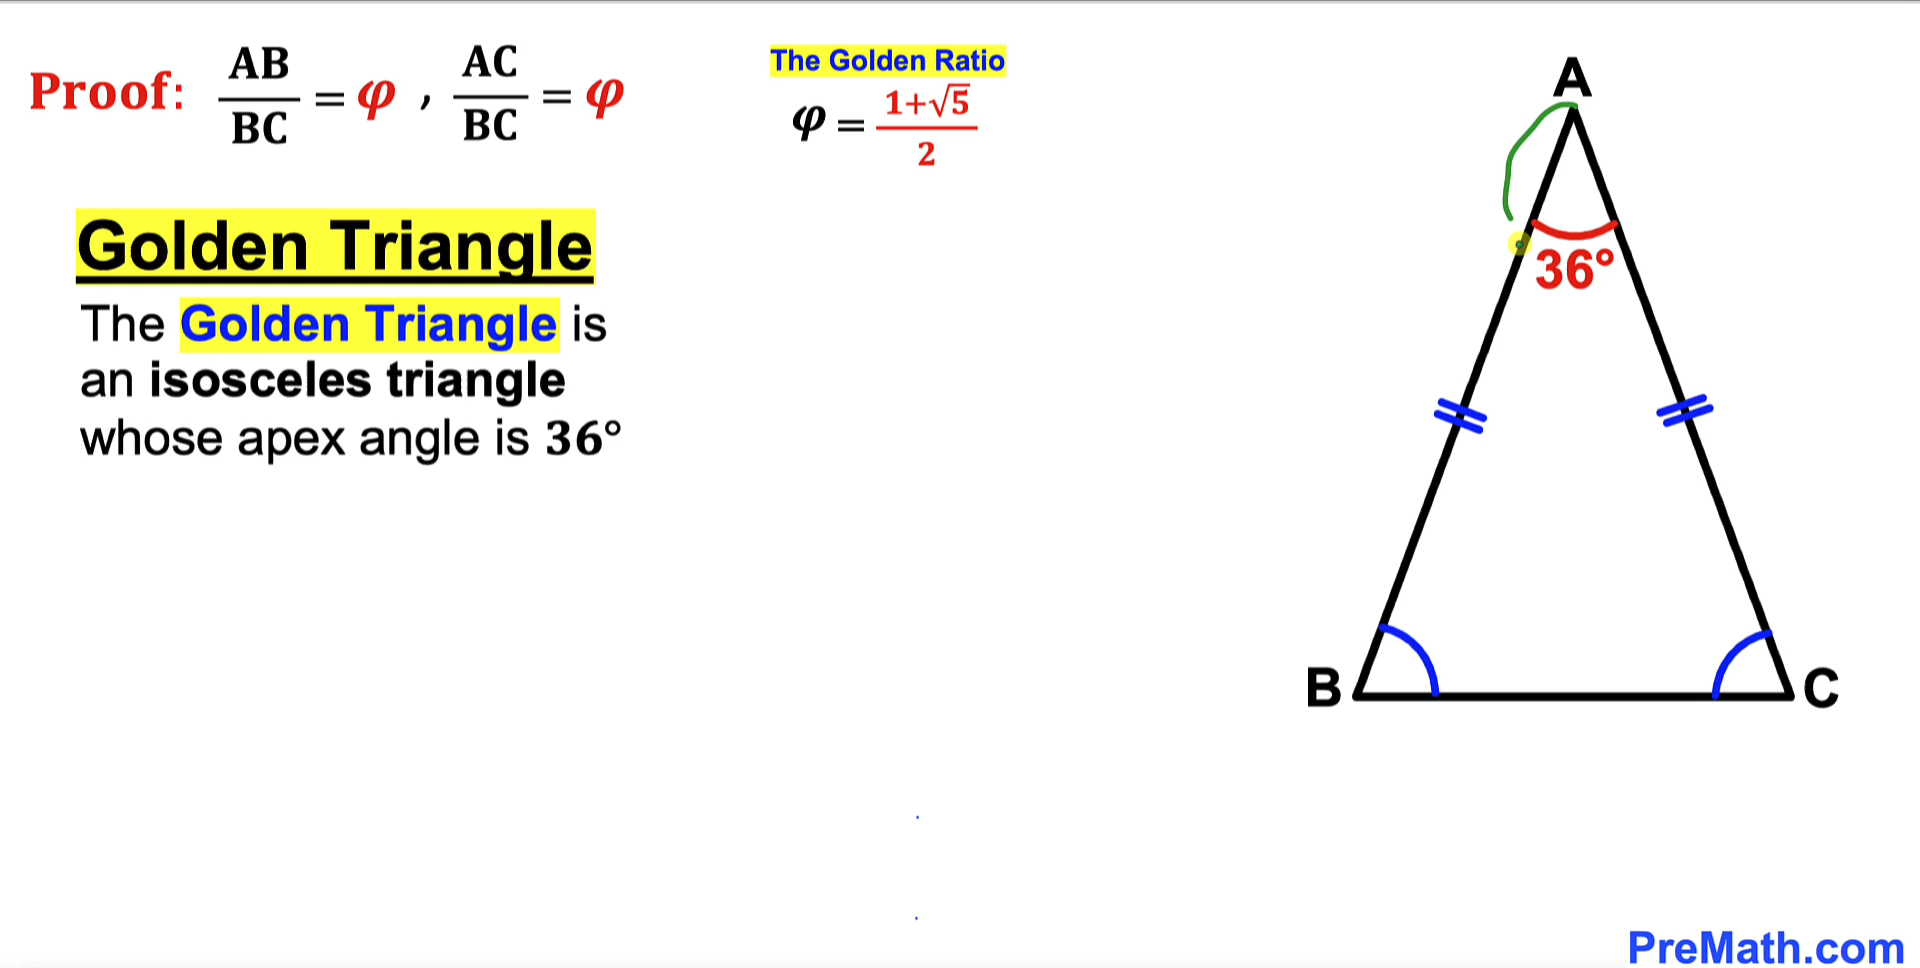 Proof: AB/BC = φ , AC/BC = φ
The Golden Ratio
φ = 1+√5/2
Golden Triangle
The Golden Triangle is
an isosceles triangle
whose apex angle is 36°
A
36°
B
C
PreMath.com